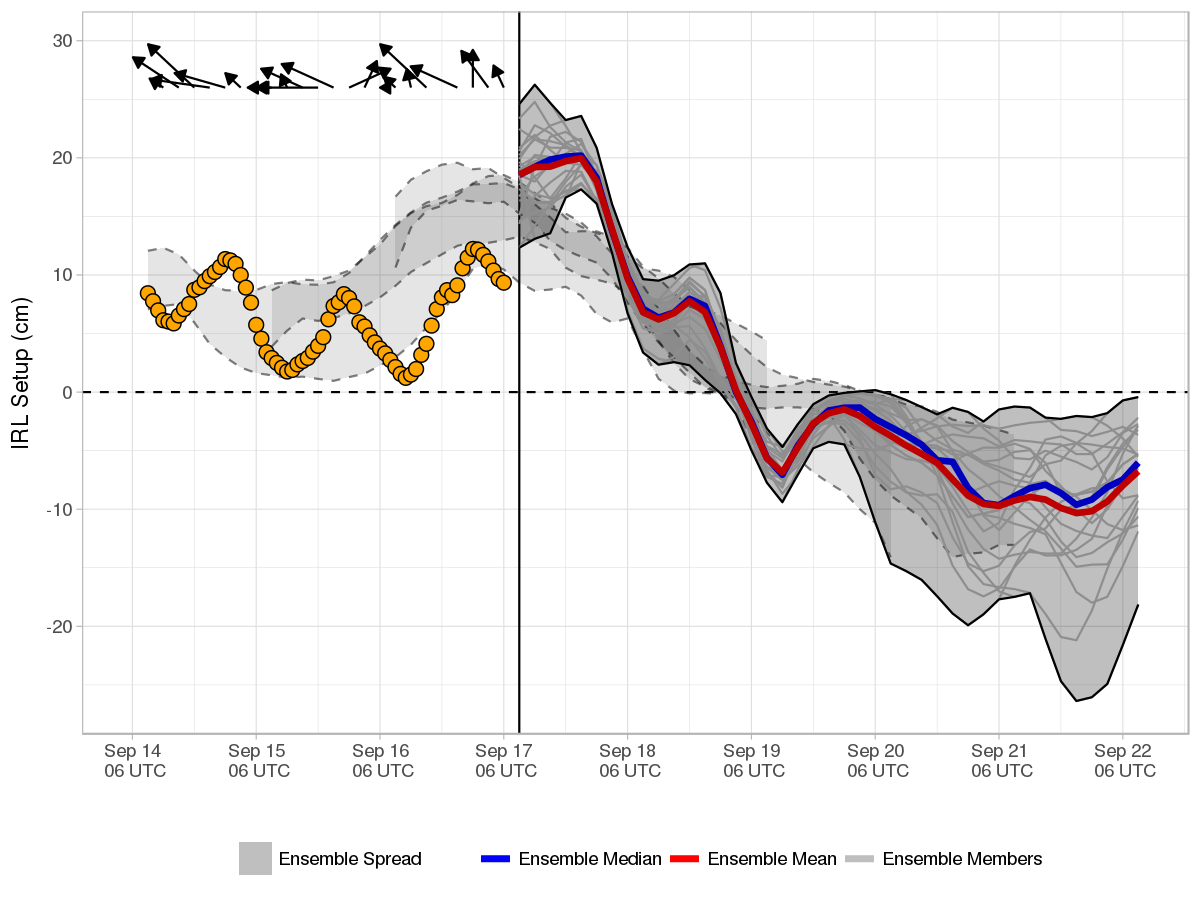 30
20
10
0
-10
-20
IRL Setup (cm)
Sep 14
06 UTC
Sep 15
06 UTC
Sep 16
06 UTC
Sep 17
06 UTC
Sep 18
06 UTC
Sep 19
06 UTC
Sep 20
06 UTC
Sep 21
06 UTC
Sep 22
06 UTC
Ensemble Spread
Ensemble Median
Ensemble Mean
Ensemble Members